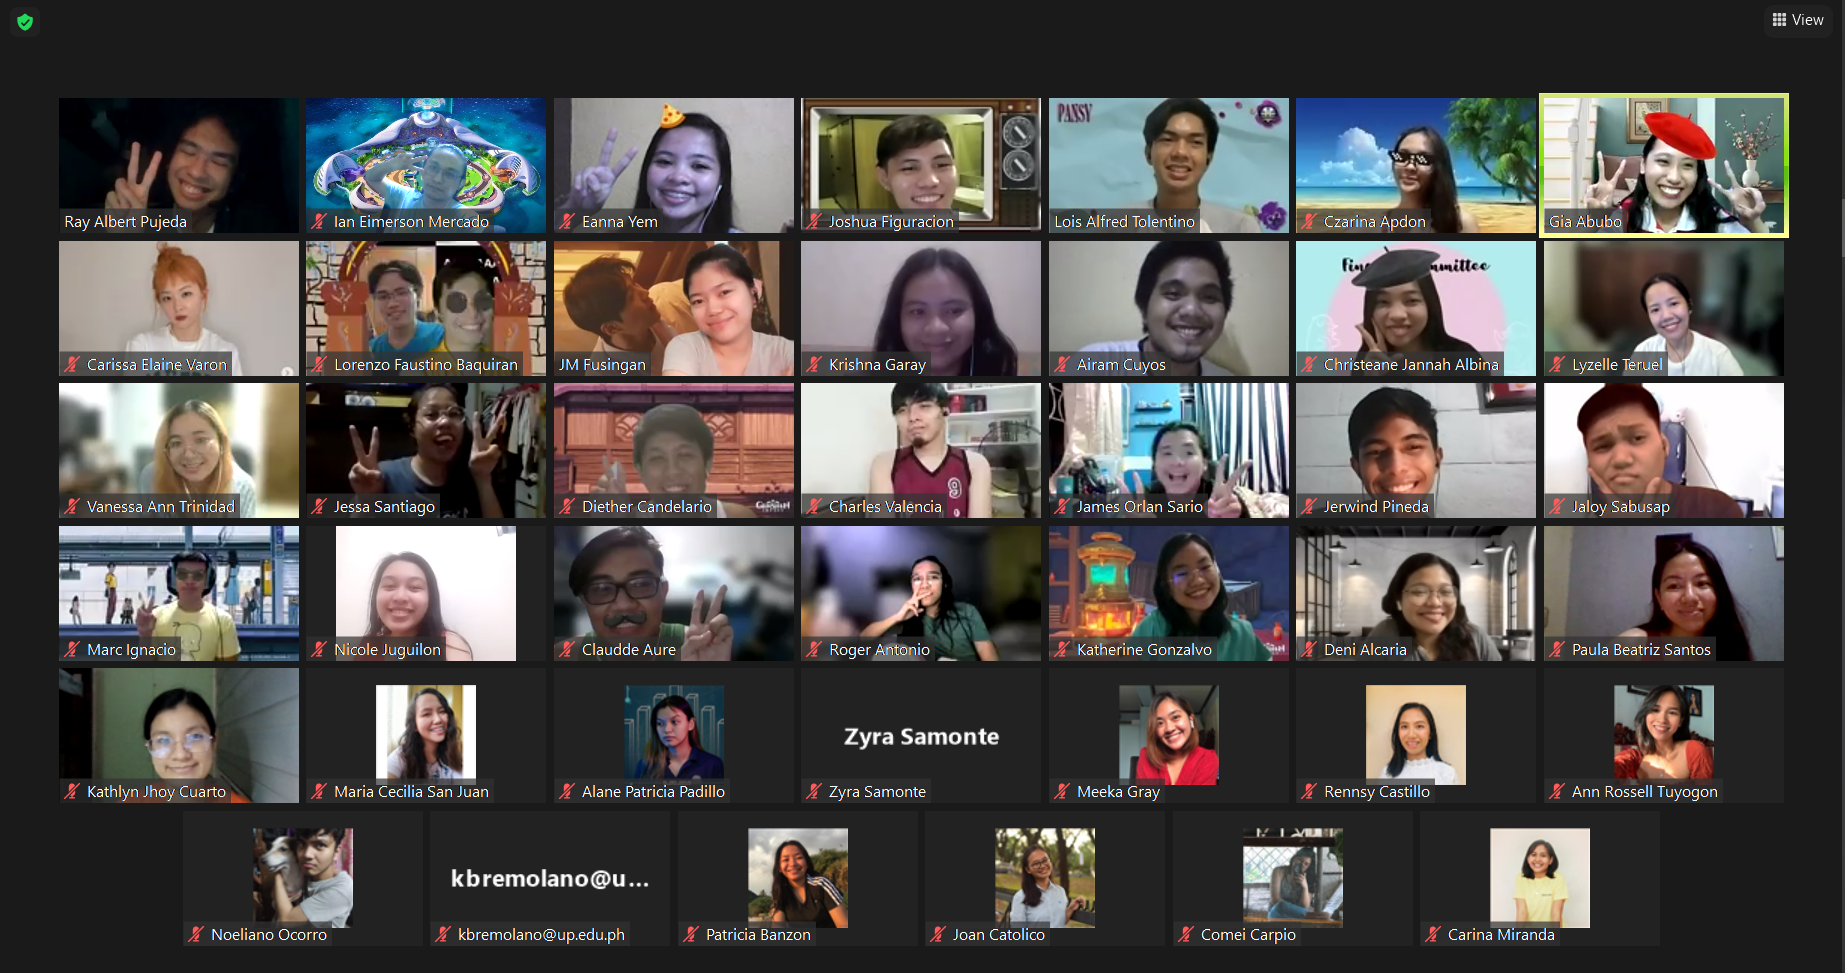 View
Ray Albert Pujeda
Ian Eimerson Mercado
Eanna Yem
Joshua Figuracion
PANSY
Lois Alfred Tolentino
Czarina Apdon
Gia Abubo
Carissa Elaine Varon
Lorenzo Faustino Baquiran
JM Fusingan
Krishna Garay
Airam Cuyos
Christeane Jannah Albina
Lyzelle Teruel
Vanessa Ann Trinidad
Jessa Santiago
Diether Candelario
Charles Valencia
9
James Orlan Sario
Jerwind Pineda
Jaloy Sabusap
Marc Ignacio
Nicole Juguilon
Claudde Aure
Roger Antonio
Katherine Gonzalvo
Deni Alcaria
Paula Beatriz Santos
Kathlyn Jhoy Cuarto
Maria Cecilia San Juan
Alane Patricia Padillo
Zyra Samonte
Zyra Samonte
Meeka Gray
Rennsy Castillo
Ann Rossell Tuyogon
Noeliano Ocorro
kbremolano@u...
kbremolano@up.edu.ph
Patricia Banzon
Joan Catolico
Comei Carpio
Carina Miranda